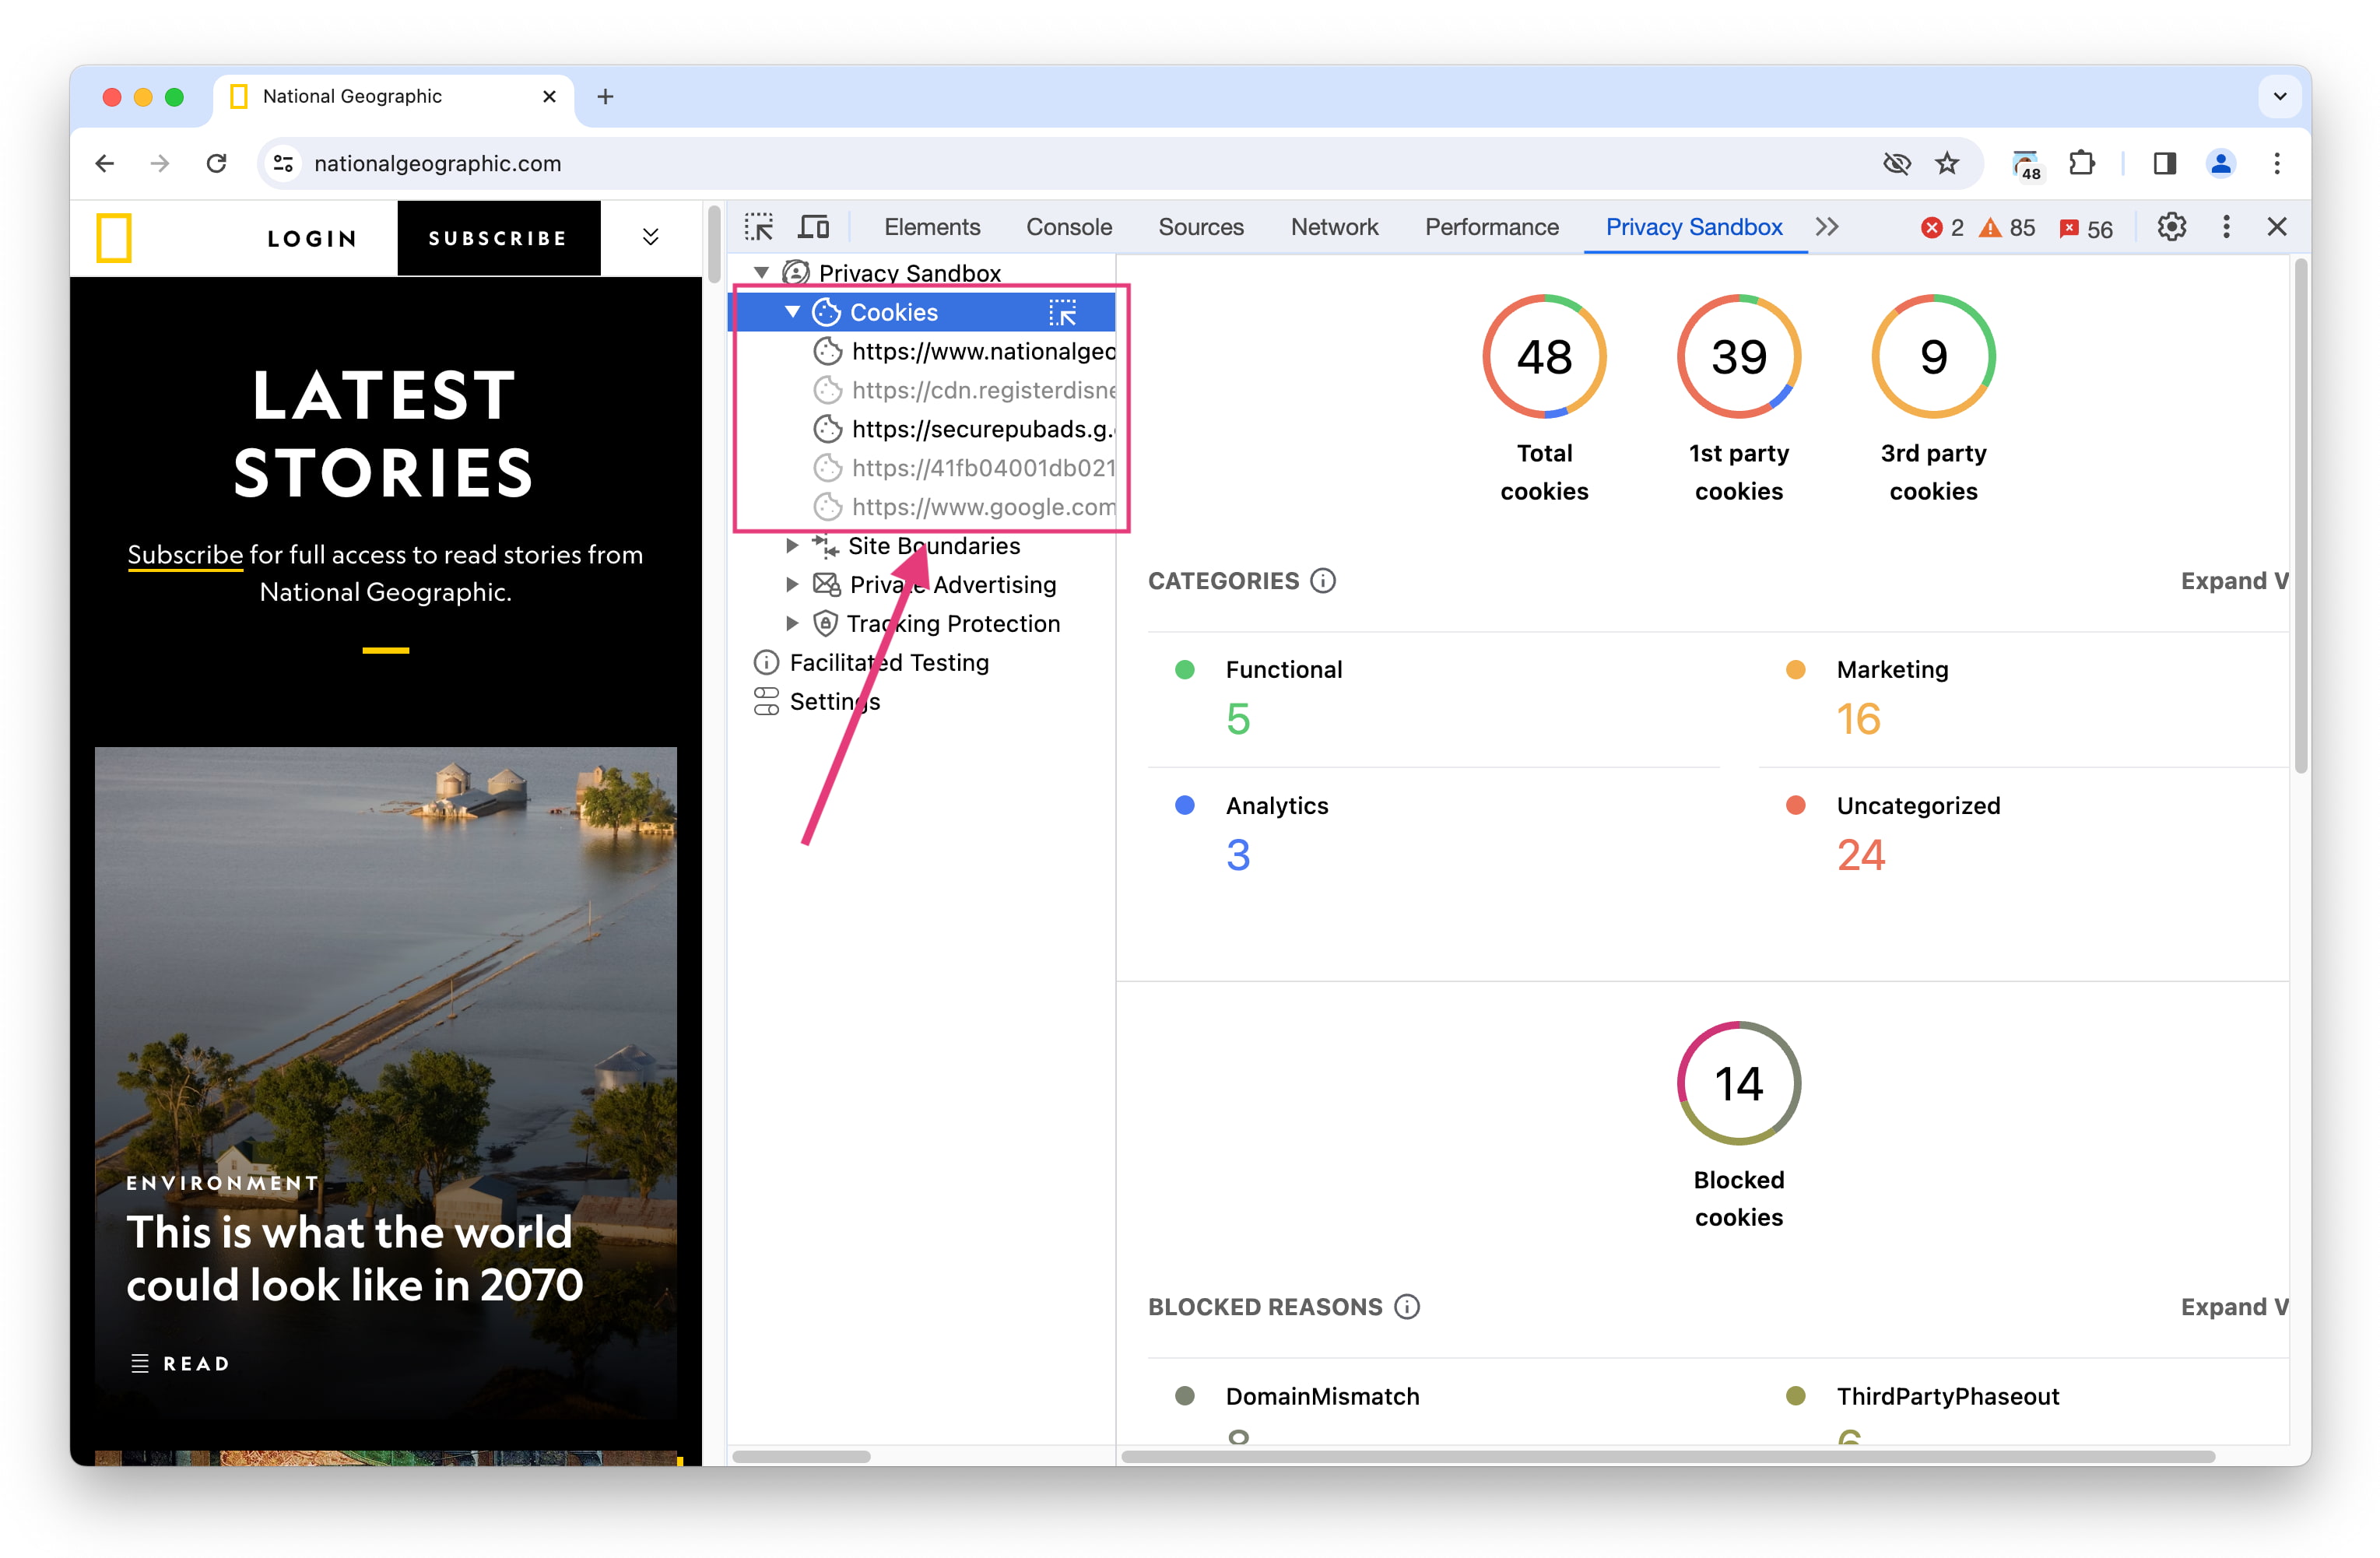 National Geographic
nationalgeographic.com
48
LOGIN
SUBSCRIBE
LATEST
STORIES
Subscribe for full access to read stories from
National Geographic.
ENVIRONMENT
This is what the world
could look like in 2070
READ
Elements Console Sources Network Performance Privacy Sandbox 2 85 56
Privacy Sandbox
Cookies
https://www.nationalgeo
https://cdn.registerdisne
https://securepubads.g.
https://41fb04001db021
https://www.google.com
Site Boundaries
Private Advertising
Tracking Protection
Facilitated Testing
Settings
48
Total
cookies
39
1st party
cookies
9
3rd party
cookies
CATEGORIES
Expand V
Functional
5
Marketing
16
Analytics
3
Uncategorized
24
14
Blocked
cookies
BLOCKED REASONS
Expand V
DomainMismatch
ThirdPartyPhaseout